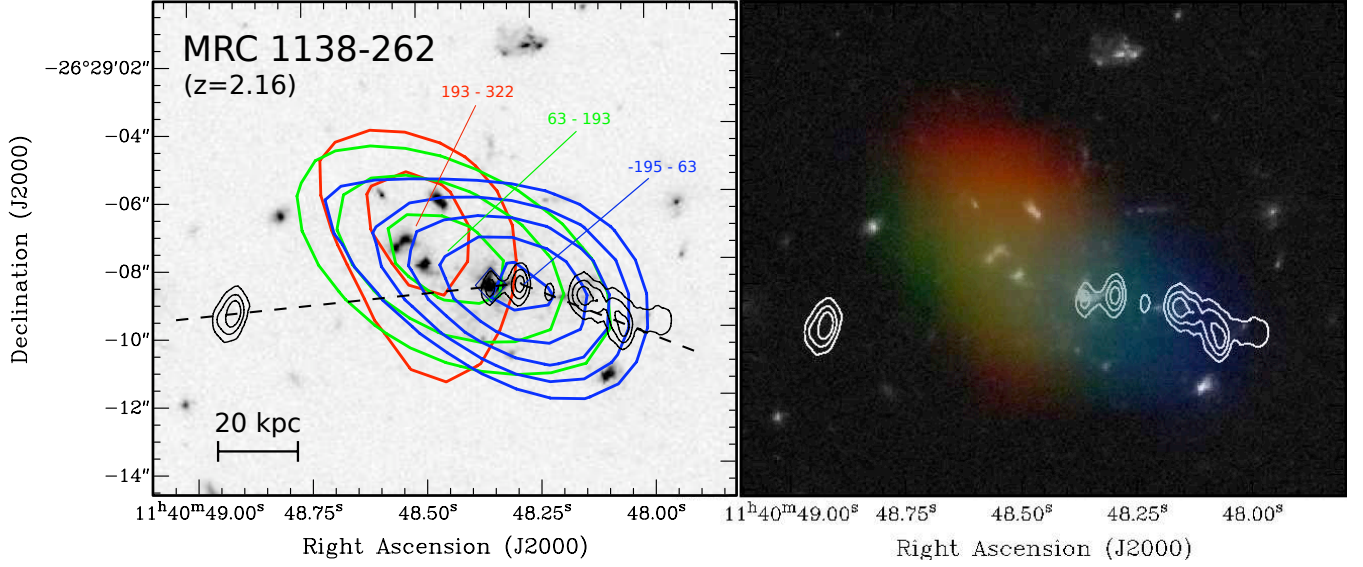 MRC 1138-262
(z=2.16)
193 - 322
63 - 193
-195 - 63
20 kpc
Declination (J2000)
−26°29′02″
−04″
−06″
−08″
−10″
−12″
−14″
11ʰ40ᵐ49.00ˢ 48.75ˢ 48.50ˢ 48.25ˢ 48.00ˢ
Right Ascension (J2000)
11ʰ40ᵐ49.00ˢ 48.75ˢ 48.50ˢ 48.25ˢ 48.00ˢ
Right Ascension (J2000)